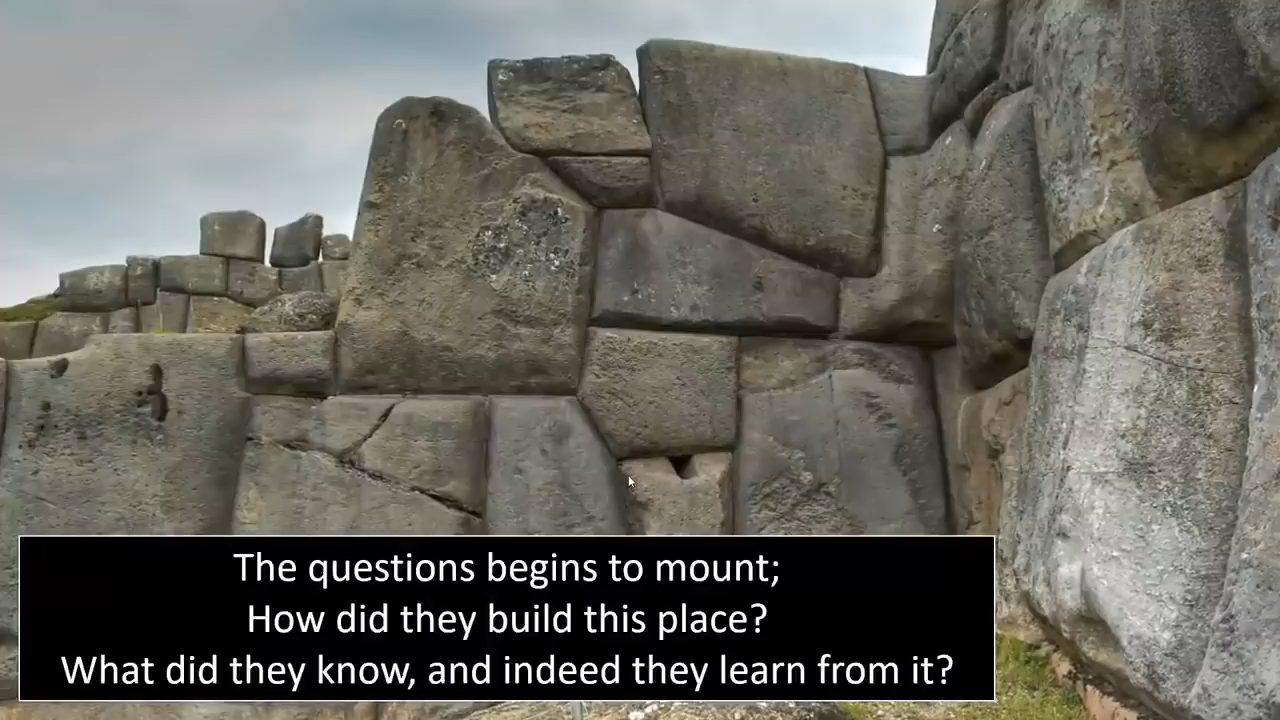 The questions begins to mount;
How did they build this place?
What did they know, and indeed they learn from it?